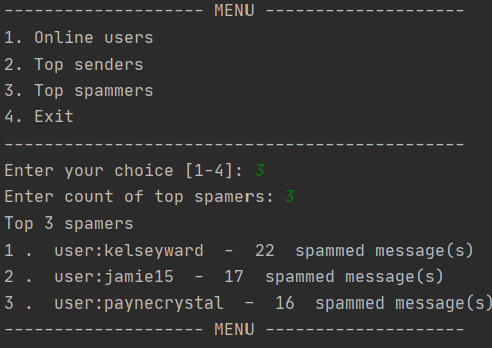 -------------------- MENU --------------------
1. Online users
2. Top senders
3. Top spammers
4. Exit
----------------------------------------------
Enter your choice [1-4]: 3
Enter count of top spamers: 3
Top 3 spamers
1 .  user:kelseyward  -  22  spammed message(s)
2 .  user:jamie15  -  17  spammed message(s)
3 .  user:paynecrystal  -  16  spammed message(s)
-------------------- MENU --------------------